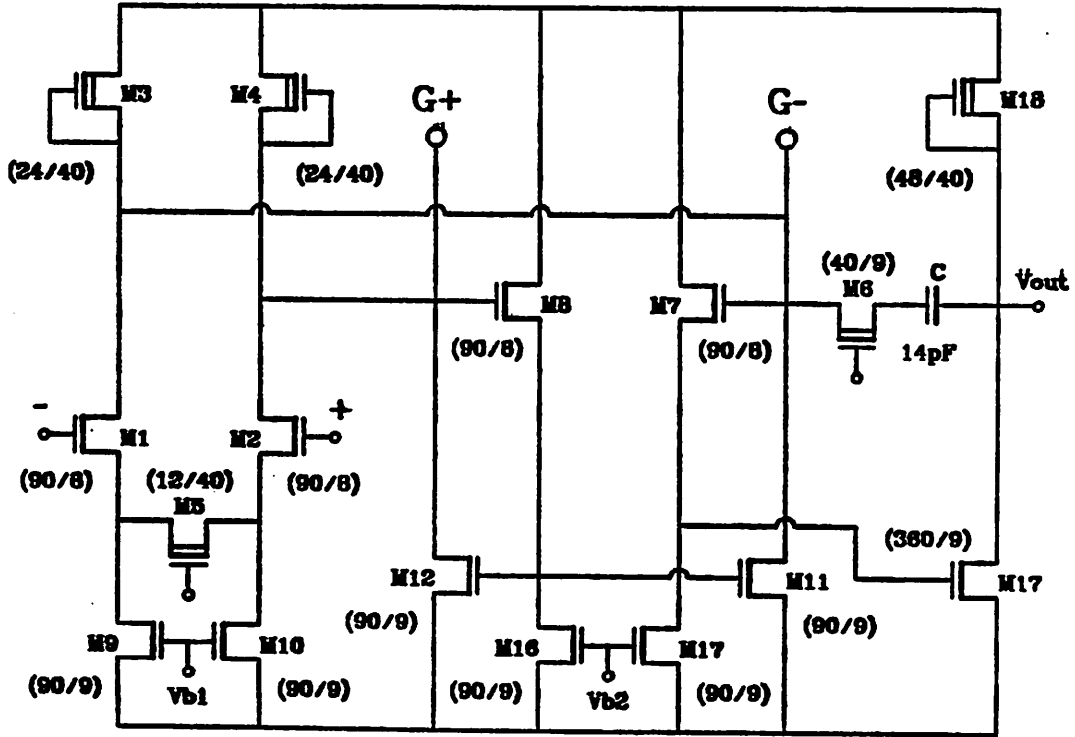 M3
M4
G+
G-
M18
(24/40)
(24/40)
(48/40)
(40/9)
M6
C
Vout
M8
M7
(90/8)
(90/8)
14pF
-
+
M1
M2
(90/8)
(12/40)
(90/8)
M5
(360/9)
M12
M11
M17
(90/9)
(90/9)
M9
M10
M16
M17
(90/9)
Vb1
(90/9)
(90/9)
Vb2
(90/9)